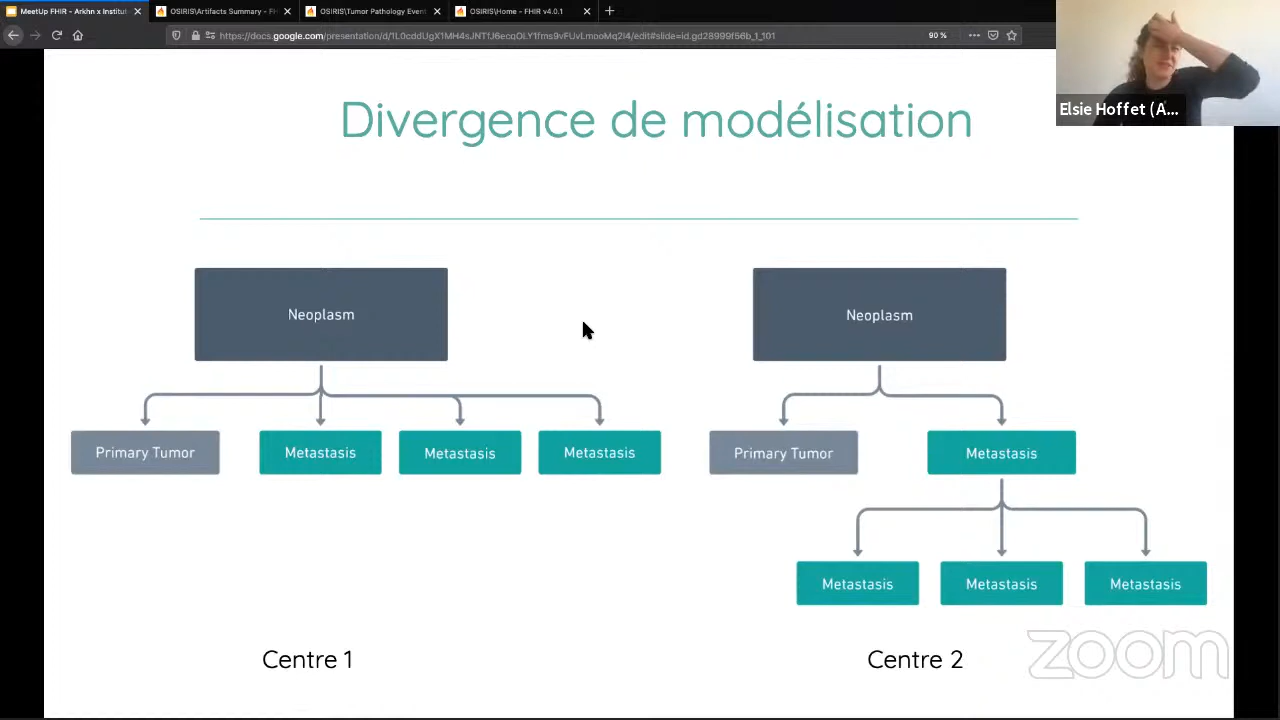 MeetUp FHIR - Arkhn x Institut
OSIRIS\Artifacts Summary - FH
OSIRIS\Tumor Pathology Event
OSIRIS\Home - FHIR v4.0.1
90 %
Elsie Hoffet (A...
Divergence de modélisation
Neoplasm
Neoplasm
Primary Tumor
Metastasis
Metastasis
Metastasis
Primary Tumor
Metastasis
Metastasis
Metastasis
Metastasis
Centre 1
Centre 2
zoom